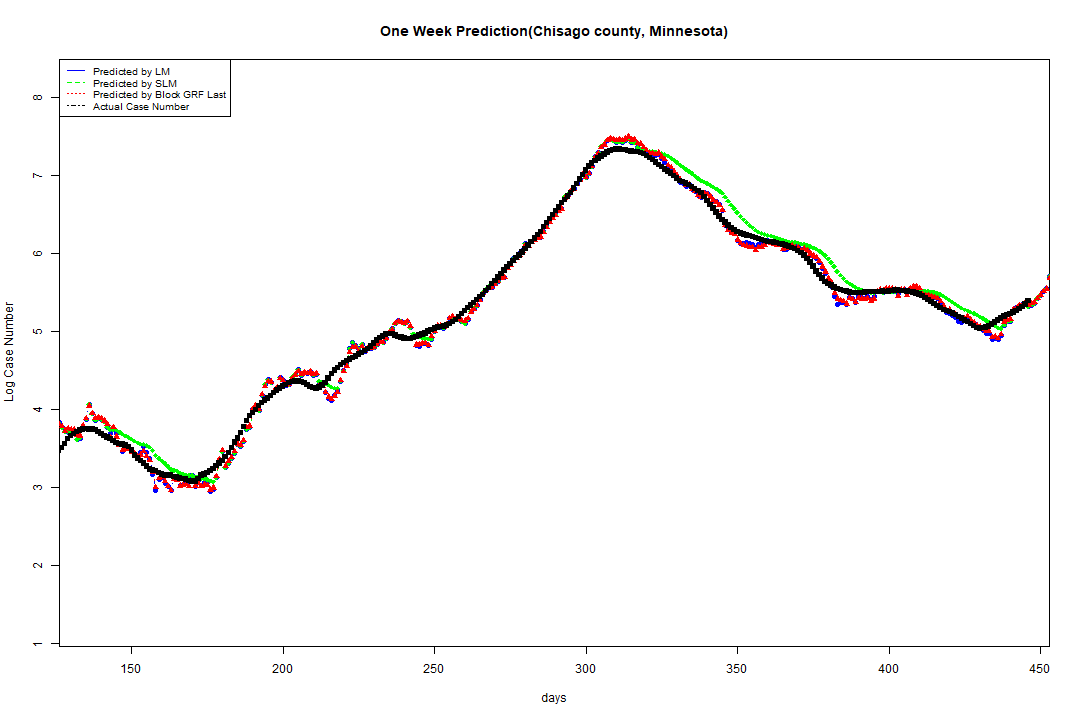 One Week Prediction(Chisago county, Minnesota)
Predicted by LM
Predicted by SLM
Predicted by Block GRF Last
Actual Case Number
8
7
6
5
4
3
2
1
Log Case Number
150 200 250 300 350 400 450
days